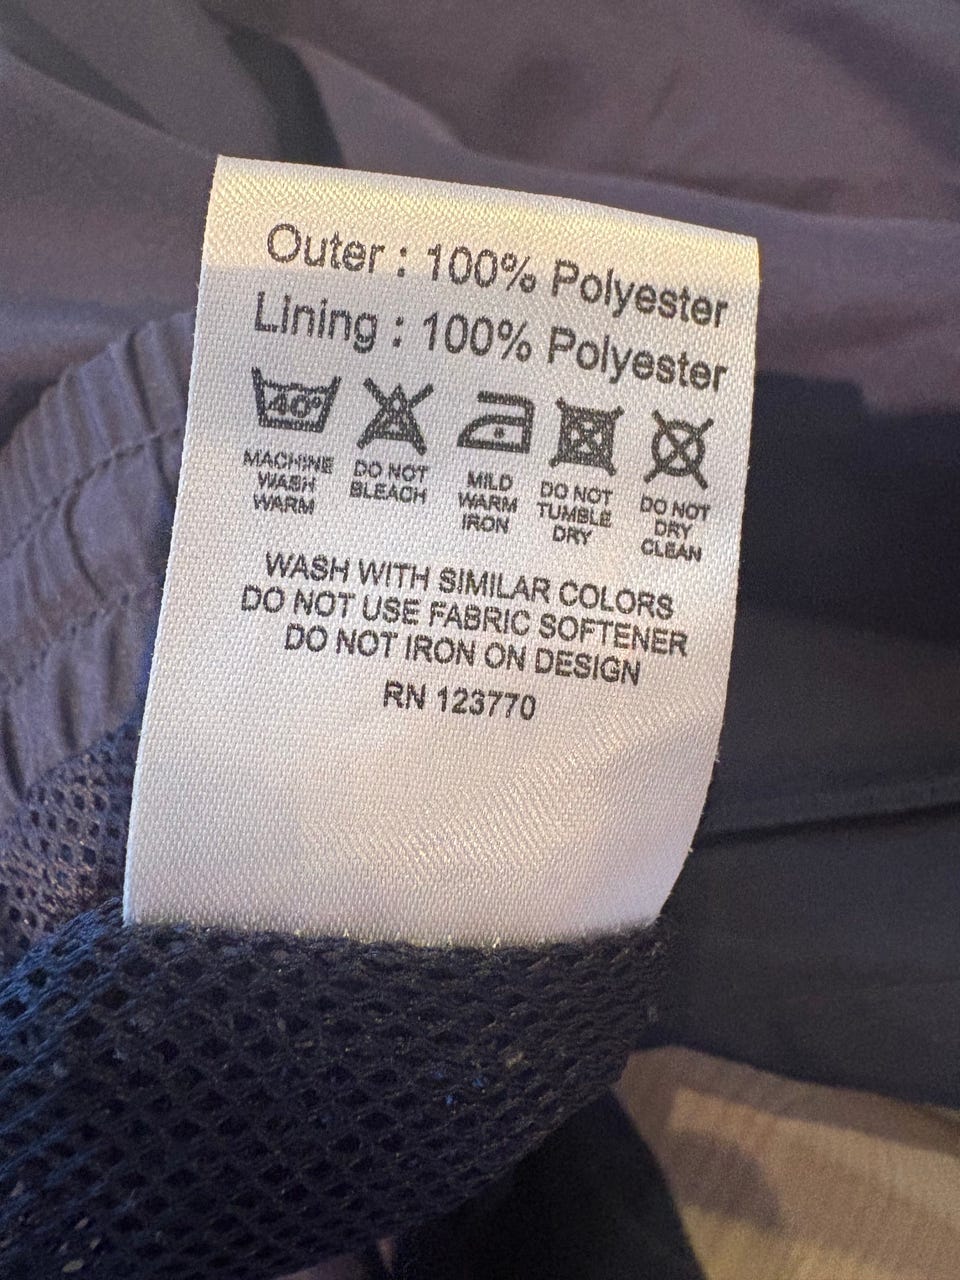 Outer : 100% Polyester
Lining : 100% Polyester
40°
MACHINE WASH WARM
DO NOT BLEACH
MILD WARM IRON
DO NOT TUMBLE DRY
DO NOT DRY CLEAN
WASH WITH SIMILAR COLORS
DO NOT USE FABRIC SOFTENER
DO NOT IRON ON DESIGN
RN 123770